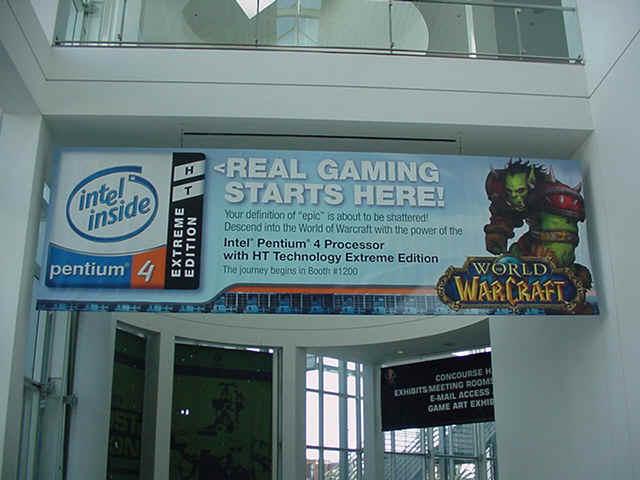 intel inside
pentium® 4
HT
EXTREME EDITION
<REAL GAMING
STARTS HERE!
Your definition of "epic" is about to be shattered!
Descend into the World of Warcraft with the power of the
Intel® Pentium® 4 Processor
with HT Technology Extreme Edition
The journey begins in Booth #1200
WORLD
OF
WARCRAFT
CONCOURSE H
EXHIBITS/MEETING ROOMS
E-MAIL ACCESS
GAME ART EXHIB